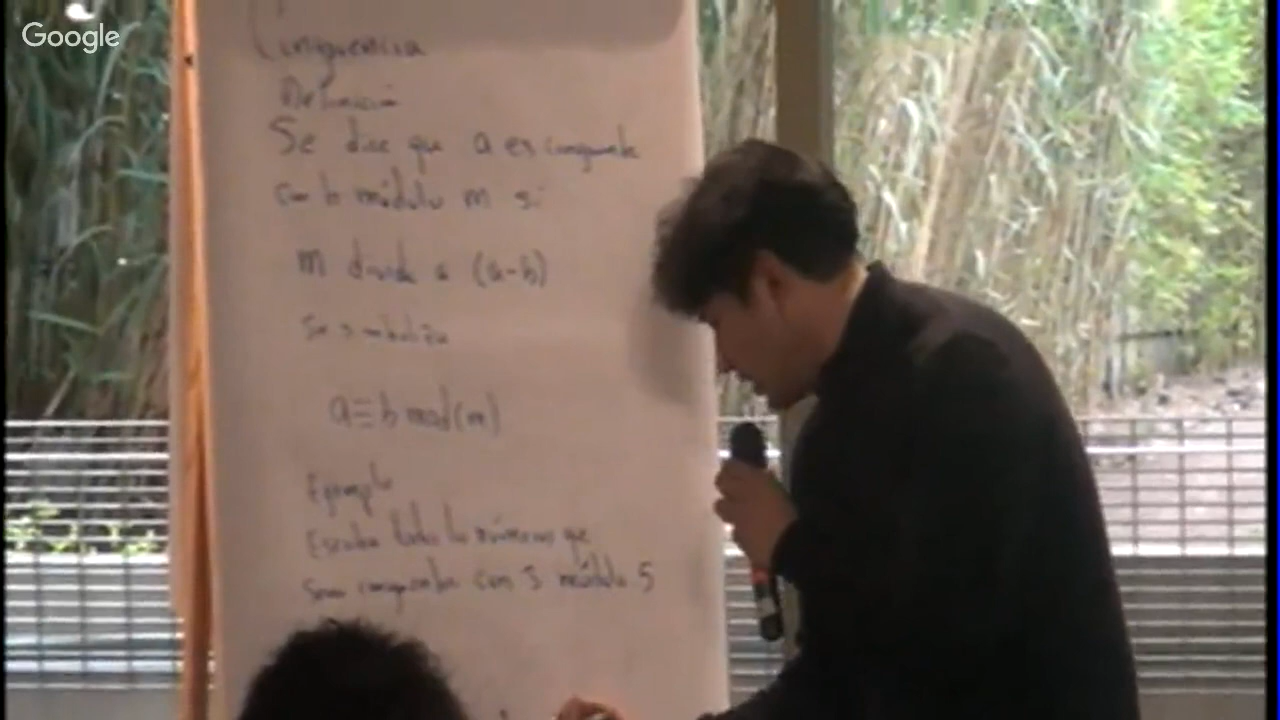 Google
Congruencia
Definición
Se dice que a es congruente
con b módulo m si
m divide a (a-b)
se simboliza
a≡b mod(m)
Ejemplo
Escriba todos los números que
sean congruentes con 3 módulo 5